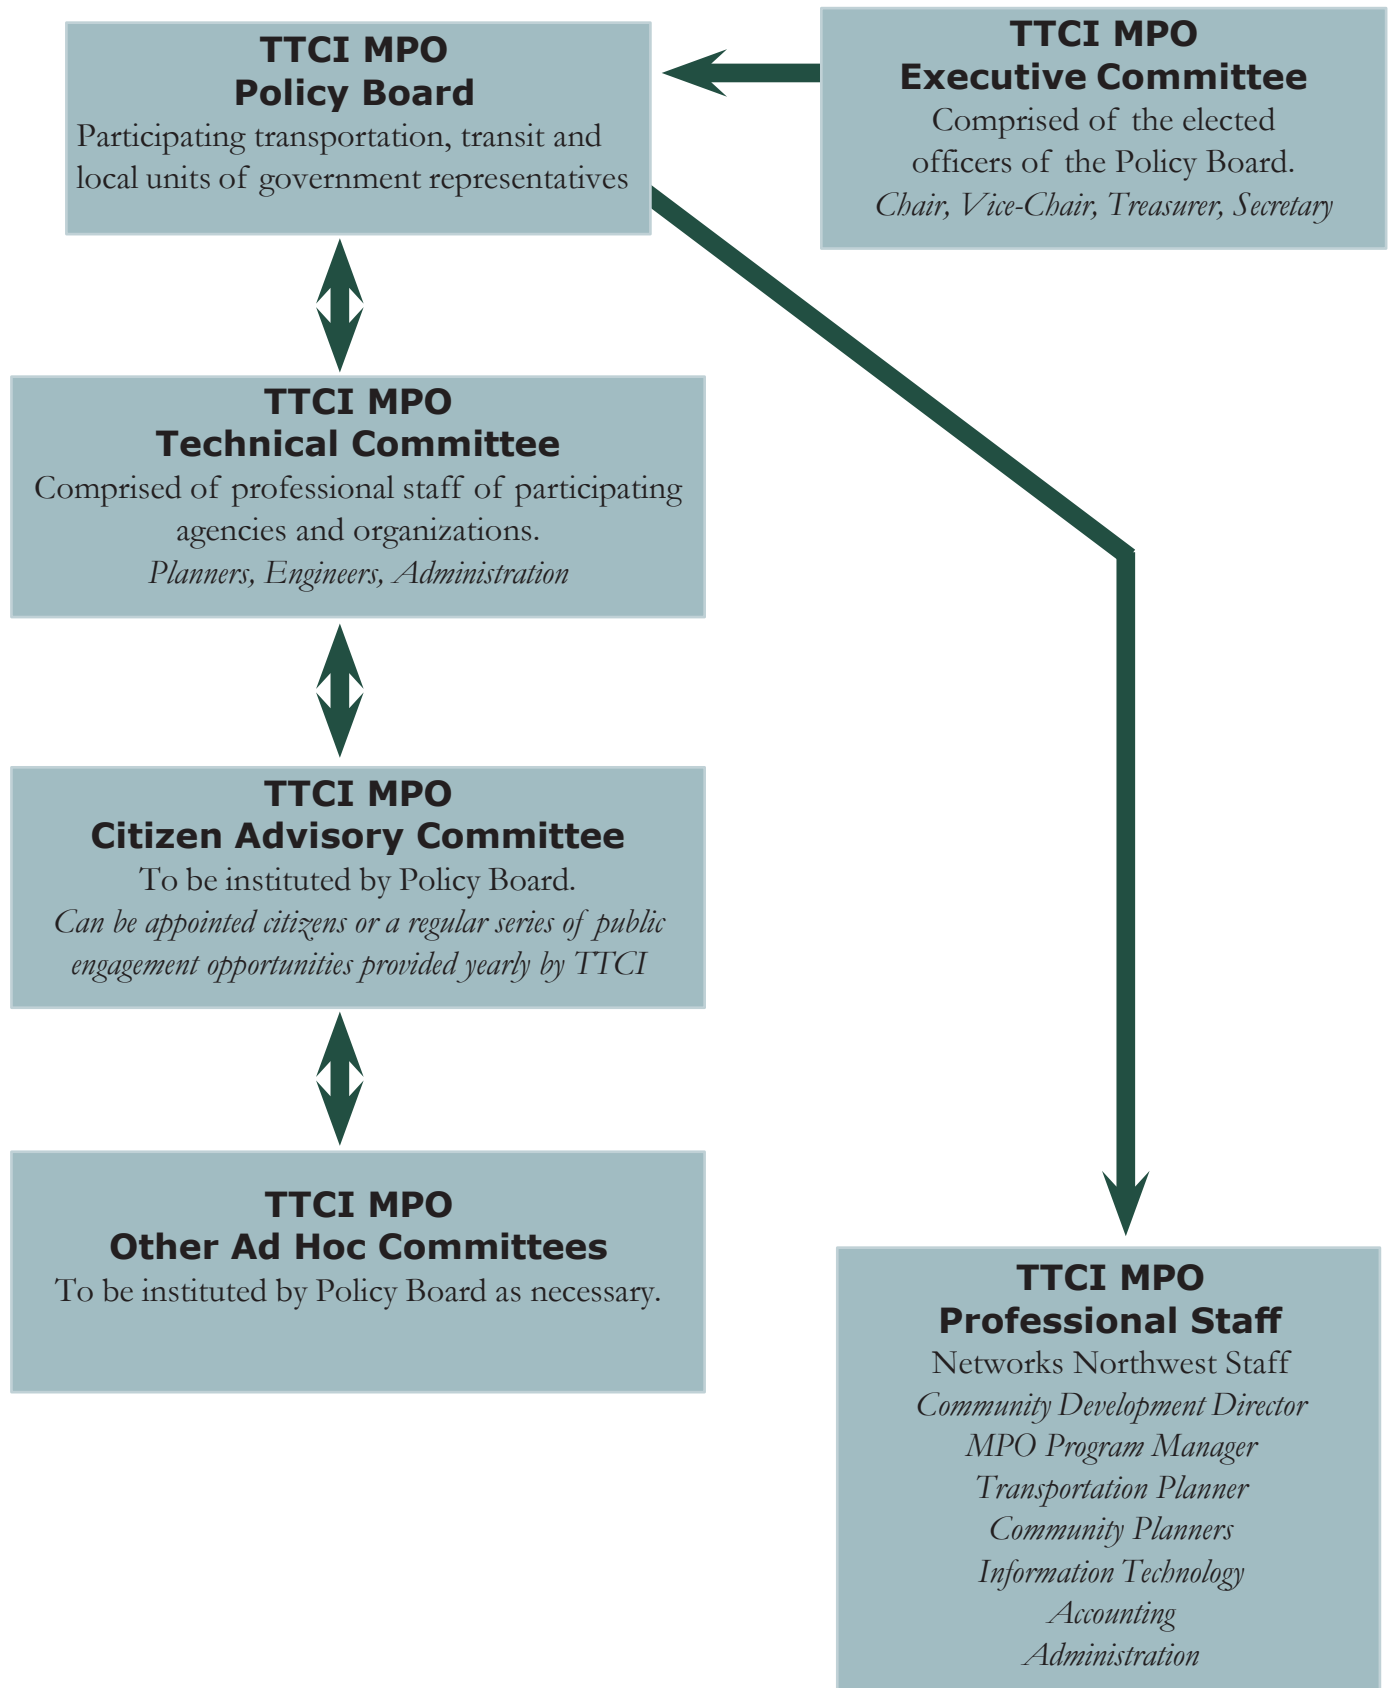 TTCI MPO
Policy Board
Participating transportation, transit and
local units of government representatives
TTCI MPO
Executive Committee
Comprised of the elected
officers of the Policy Board.
Chair, Vice-Chair, Treasurer, Secretary
TTCI MPO
Technical Committee
Comprised of professional staff of participating
agencies and organizations.
Planners, Engineers, Administration
TTCI MPO
Citizen Advisory Committee
To be instituted by Policy Board.
Can be appointed citizens or a regular series of public
engagement opportunities provided yearly by TTCI
TTCI MPO
Other Ad Hoc Committees
To be instituted by Policy Board as necessary.
TTCI MPO
Professional Staff
Networks Northwest Staff
Community Development Director
MPO Program Manager
Transportation Planner
Community Planners
Information Technology
Accounting
Administration